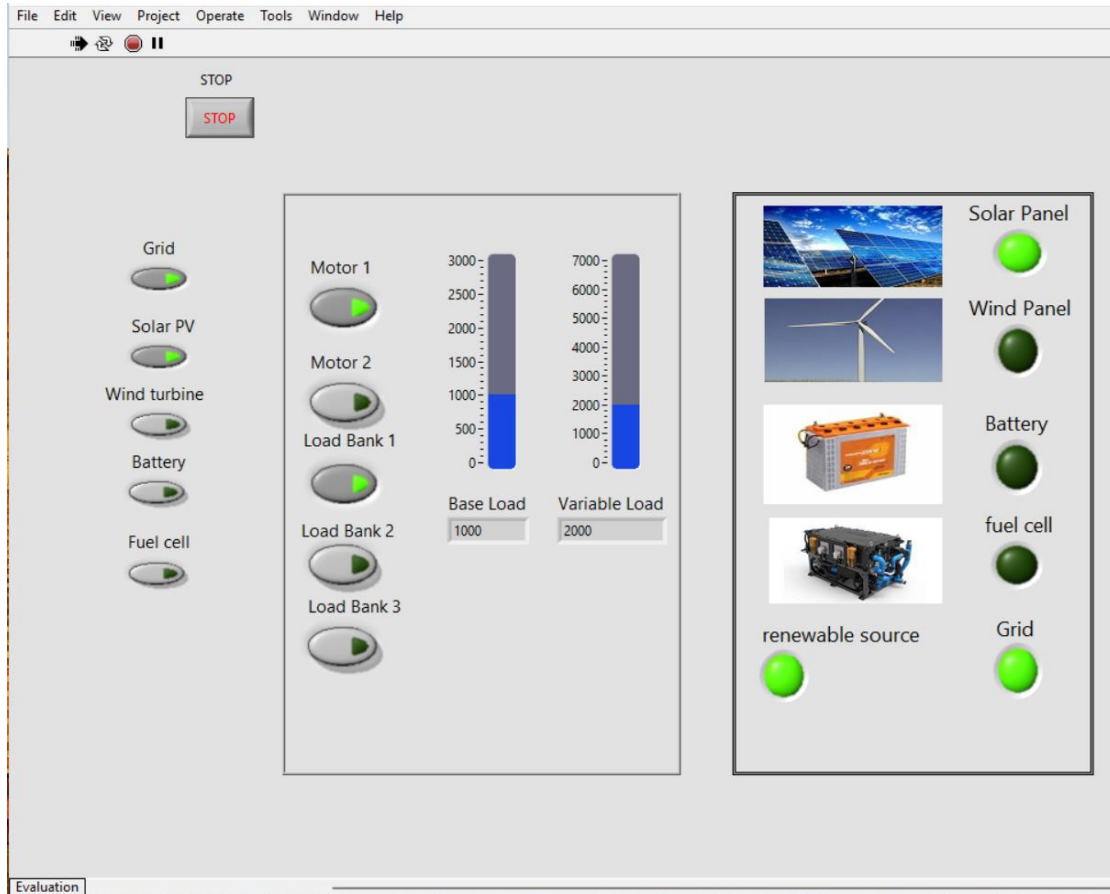 File Edit View Project Operate Tools Window Help
STOP
STOP
Grid
Solar PV
Wind turbine
Battery
Fuel cell
Motor 1
Motor 2
Load Bank 1
Load Bank 2
Load Bank 3
3000
2500
2000
1500
1000
500
0
Base Load
1000
7000
6000
5000
4000
3000
2000
1000
0
Variable Load
2000
Solar Panel
Wind Panel
Battery
fuel cell
renewable source
Grid
Evaluation